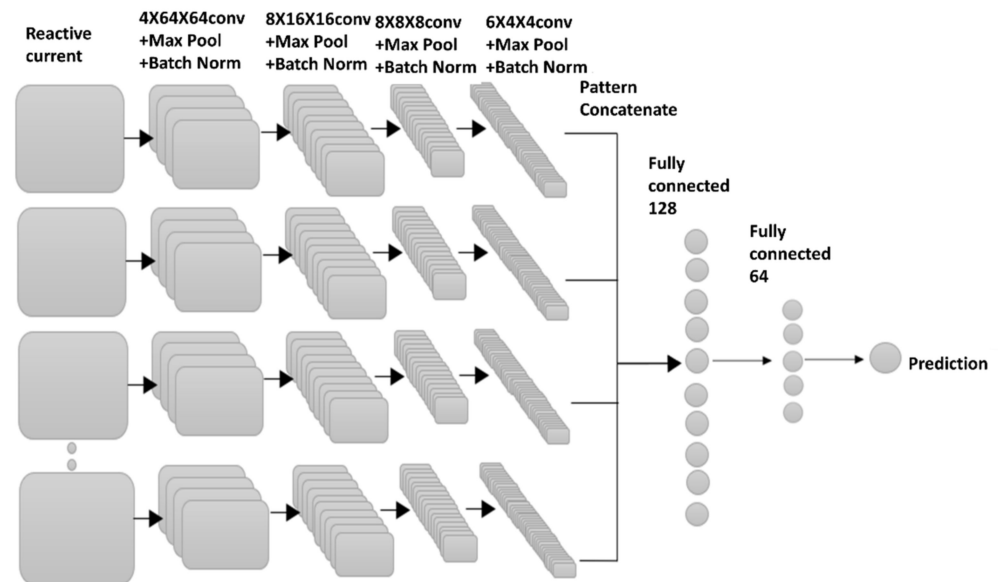 Reactive
current
4X64X64conv
+Max Pool
+Batch Norm
8X16X16conv
+Max Pool
+Batch Norm
8X8X8conv
+Max Pool
+Batch Norm
6X4X4conv
+Max Pool
+Batch Norm
Pattern
Concatenate
Fully
connected
128
Fully
connected
64
Prediction